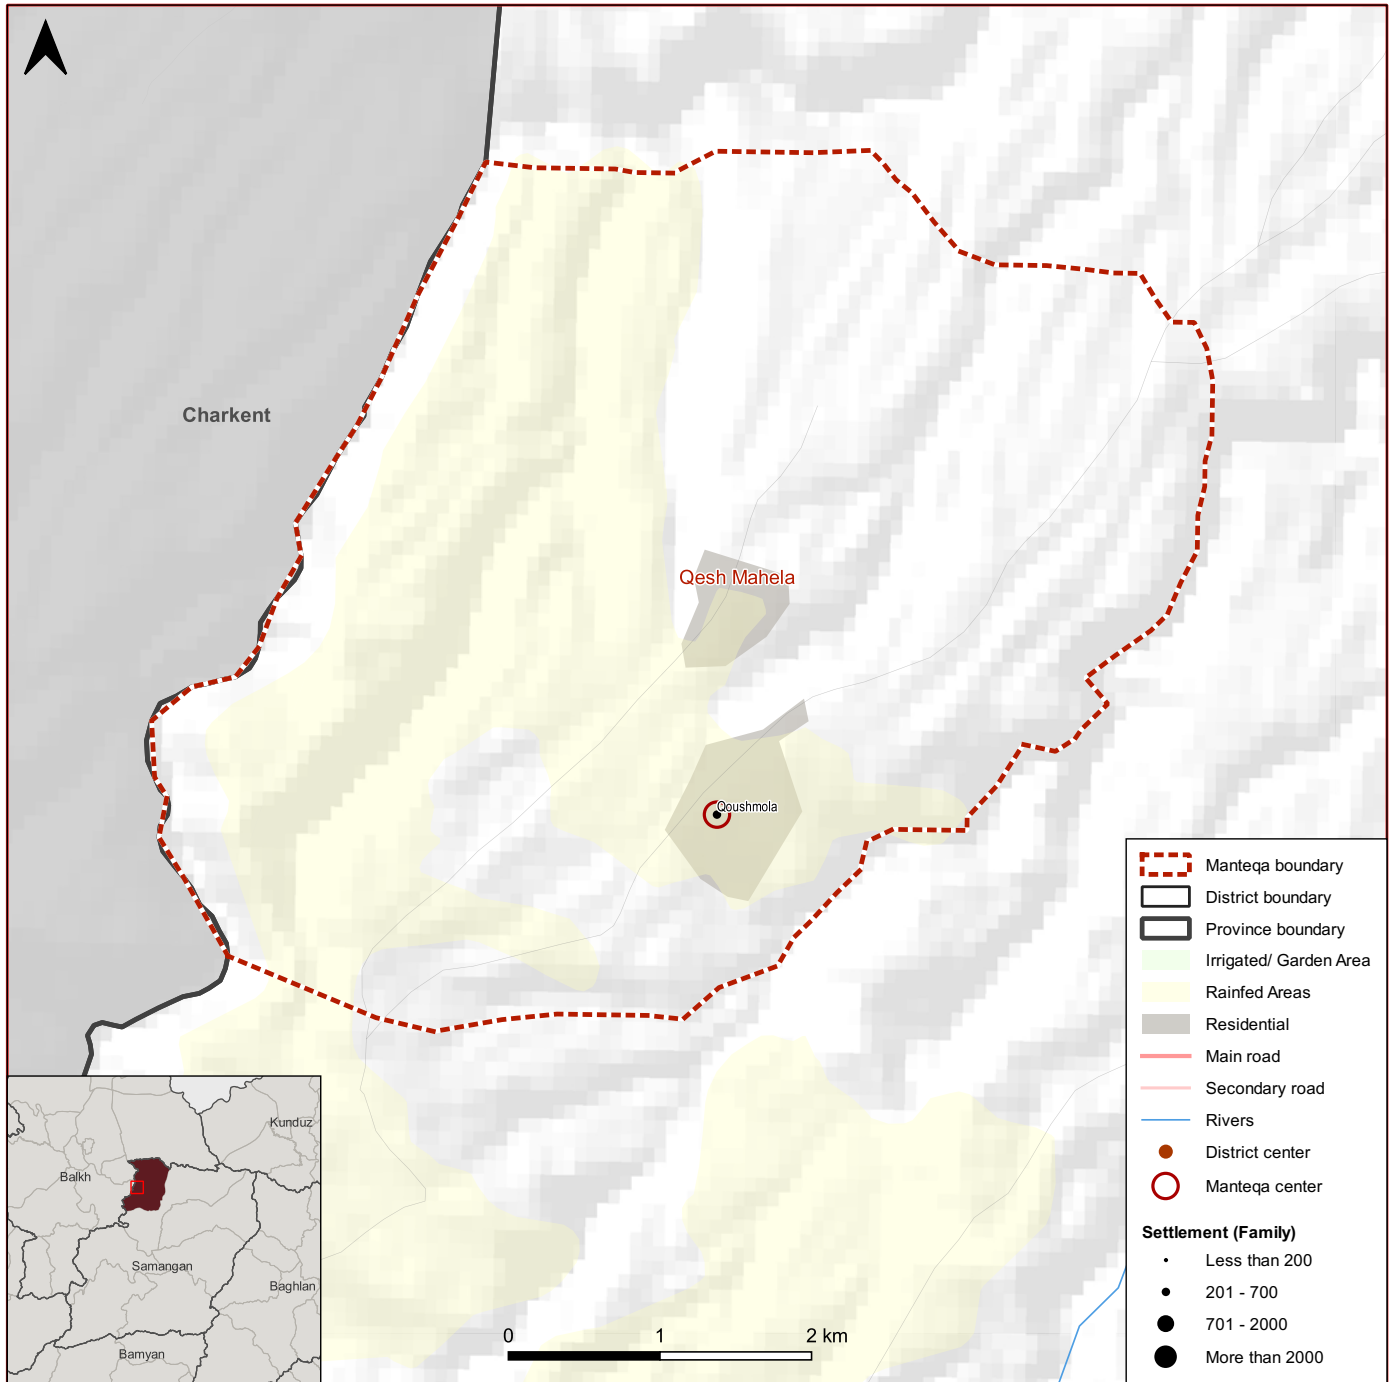 Charkent
Qesh Mahela
Qoushmola
Manteqa boundary
District boundary
Province boundary
Irrigated/ Garden Area
Rainfed Areas
Residential
Main road
Secondary road
Rivers
District center
Manteqa center
Settlement (Family)
Less than 200
201 - 700
701 - 2000
More than 2000
Kunduz
Balkh
Samangan
Baghlan
Bamyan
0 1 2 km